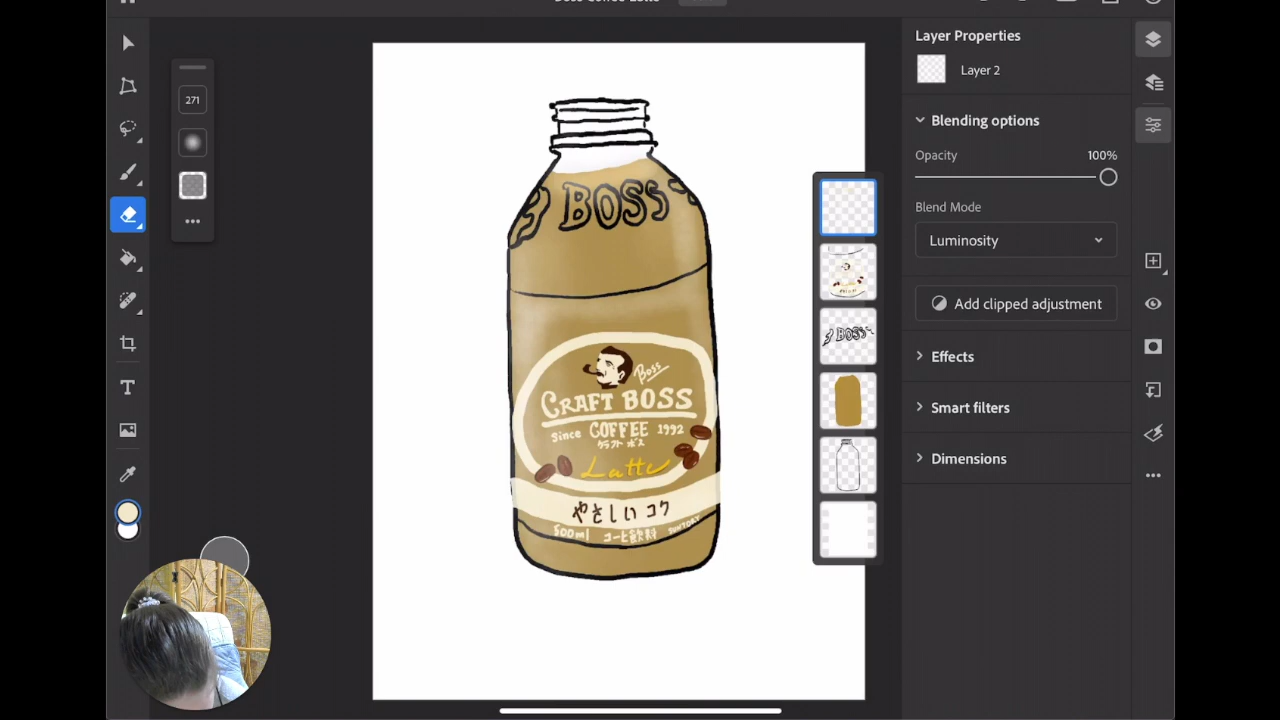 Layer Properties
271
Layer 2
Blending options
Opacity 100%
Blend Mode
Luminosity
Add clipped adjustment
Effects
Smart filters
Dimensions
BOSS
Boss
CRAFT BOSS
Since COFFEE 1992
クラフト ボス
Latte
やさしい コク
500ml コーヒ飲料 SUNTORY